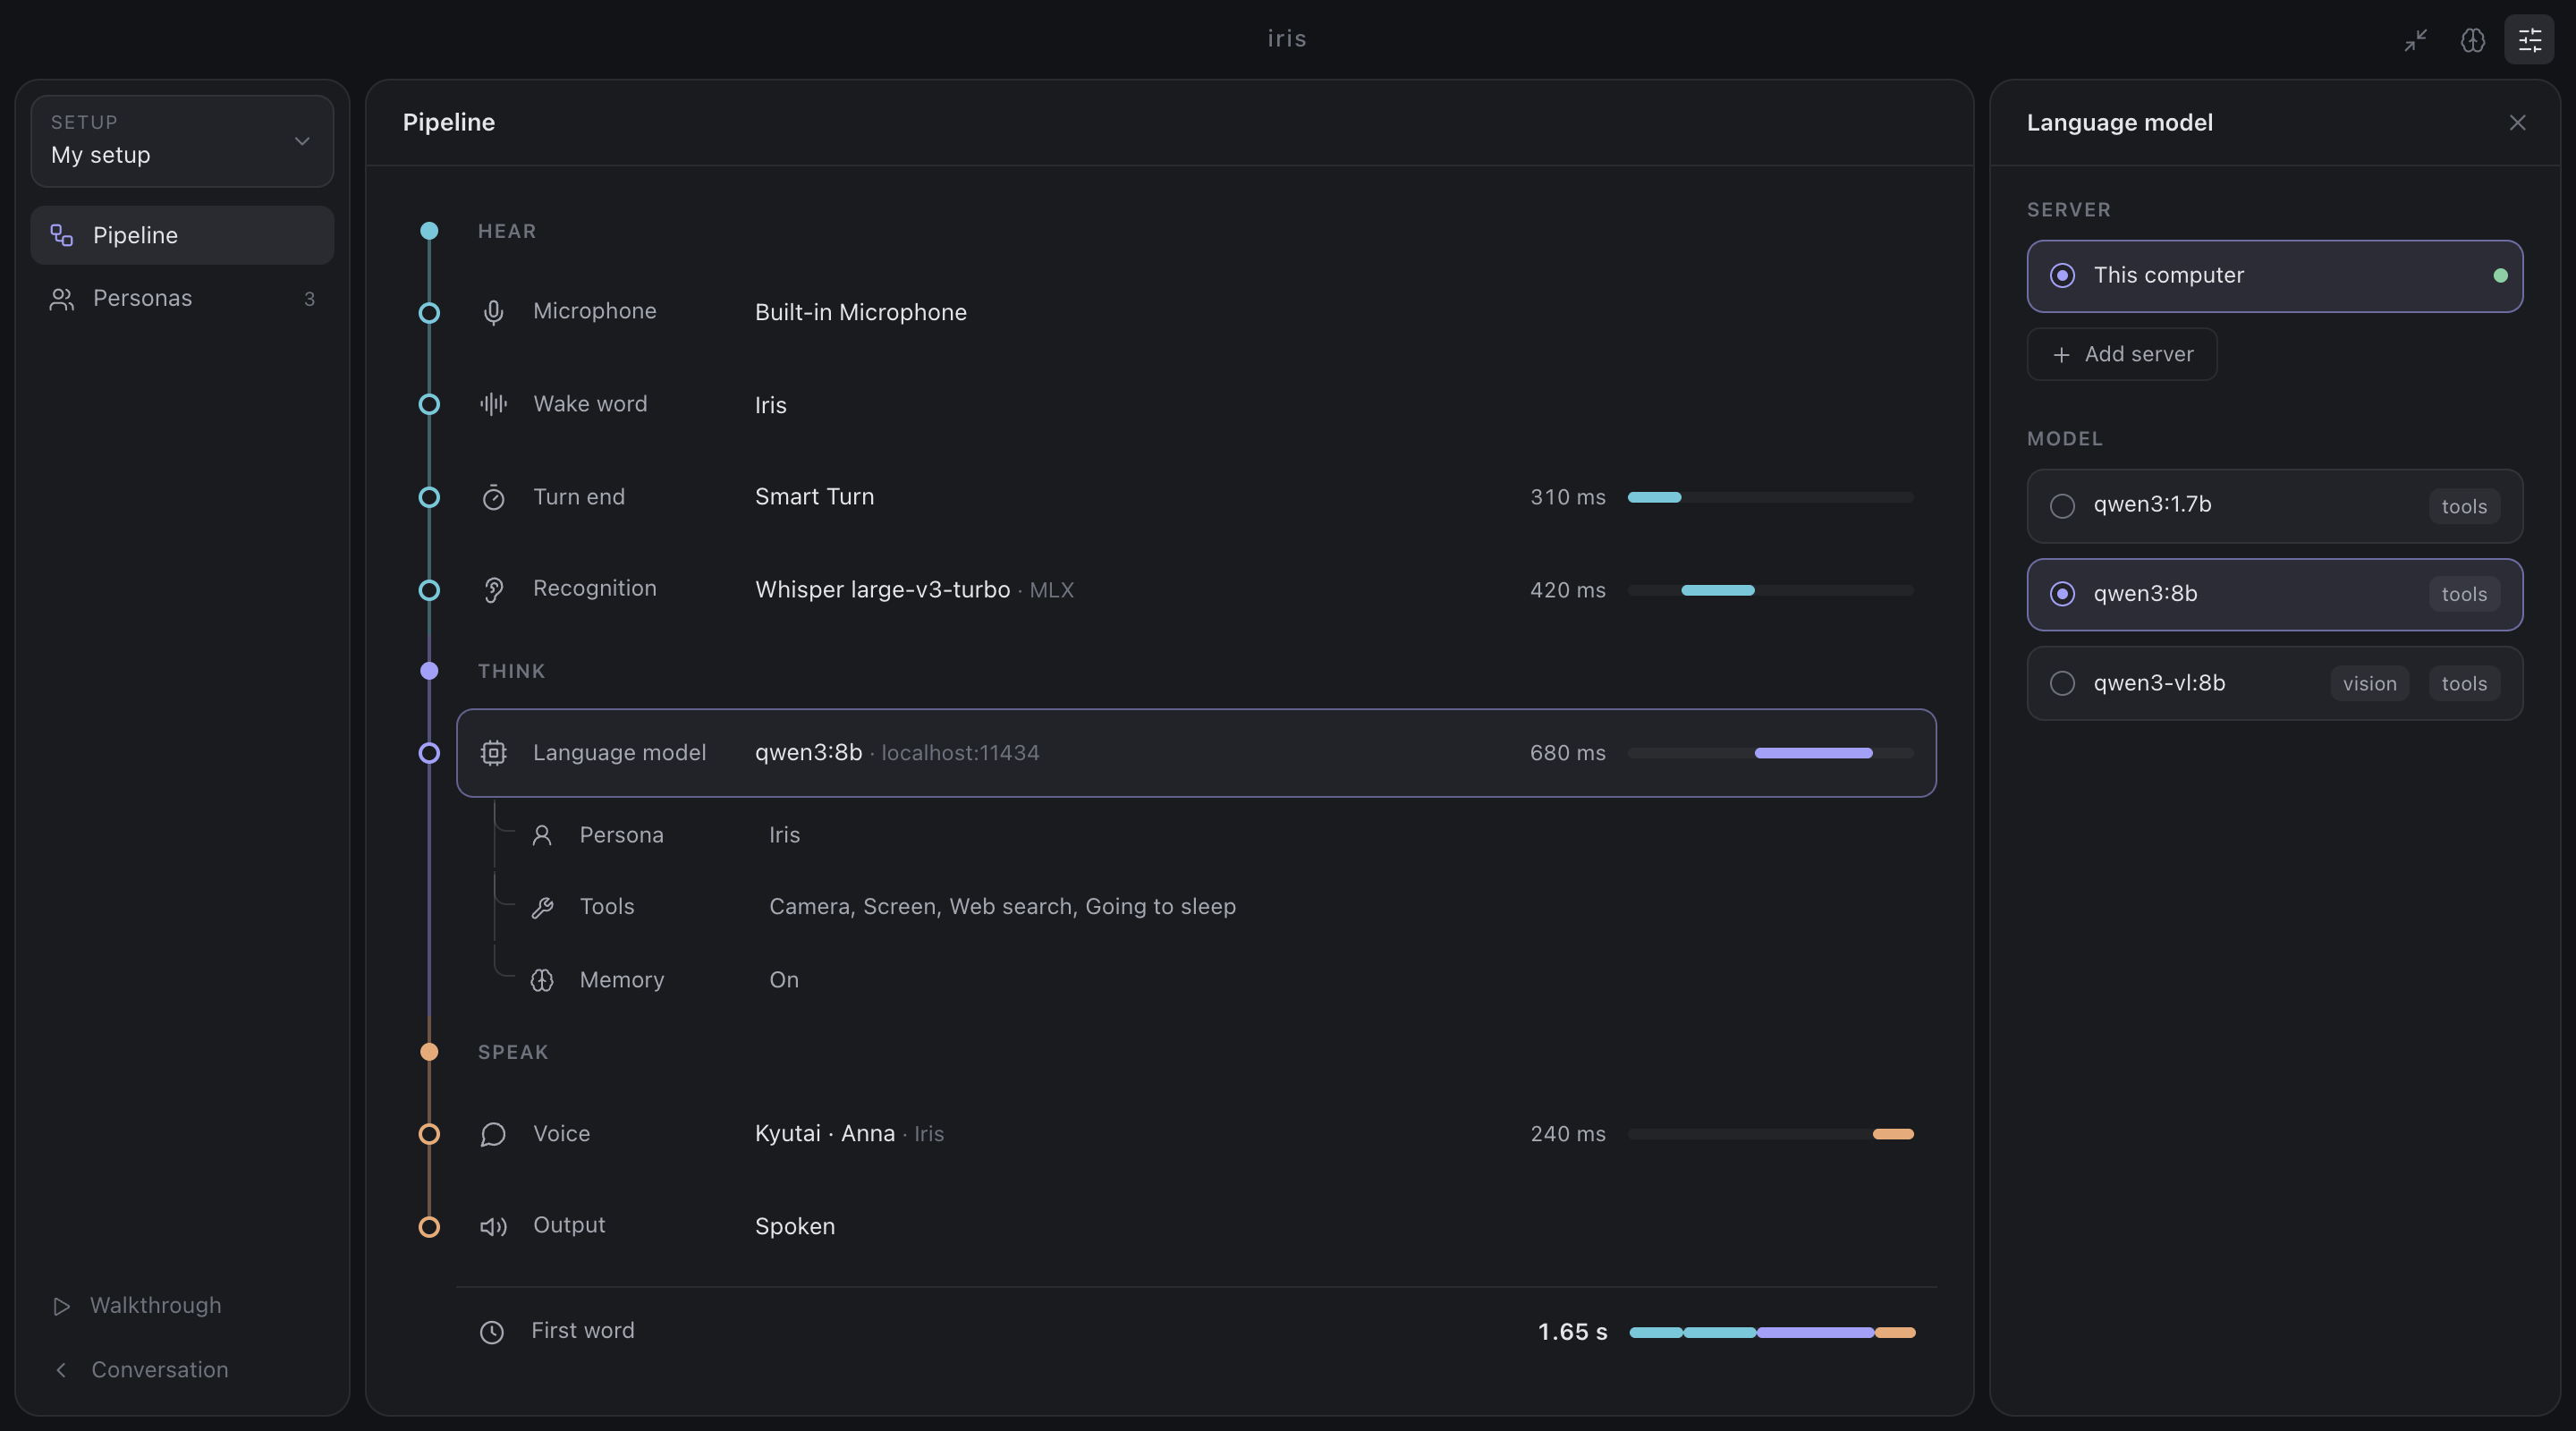 iris
SETUP
My setup
Pipeline
Personas 3
Walkthrough
Conversation
Pipeline
HEAR
Microphone Built-in Microphone
Wake word Iris
Turn end Smart Turn 310 ms
Recognition Whisper large-v3-turbo · MLX 420 ms
THINK
Language model qwen3:8b · localhost:11434 680 ms
Persona Iris
Tools Camera, Screen, Web search, Going to sleep
Memory On
SPEAK
Voice Kyutai · Anna · Iris 240 ms
Output Spoken
First word 1.65 s
Language model
SERVER
This computer
Add server
MODEL
qwen3:1.7b tools
qwen3:8b tools
qwen3-vl:8b vision tools